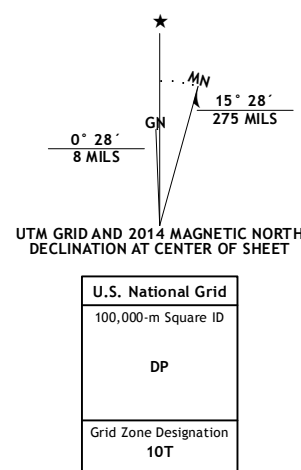 ★
MN
GN
15° 28´
275 MILS
0° 28´
8 MILS
UTM GRID AND 2014 MAGNETIC NORTH
DECLINATION AT CENTER OF SHEET
U.S. National Grid
100,000-m Square ID
DP
Grid Zone Designation
10T